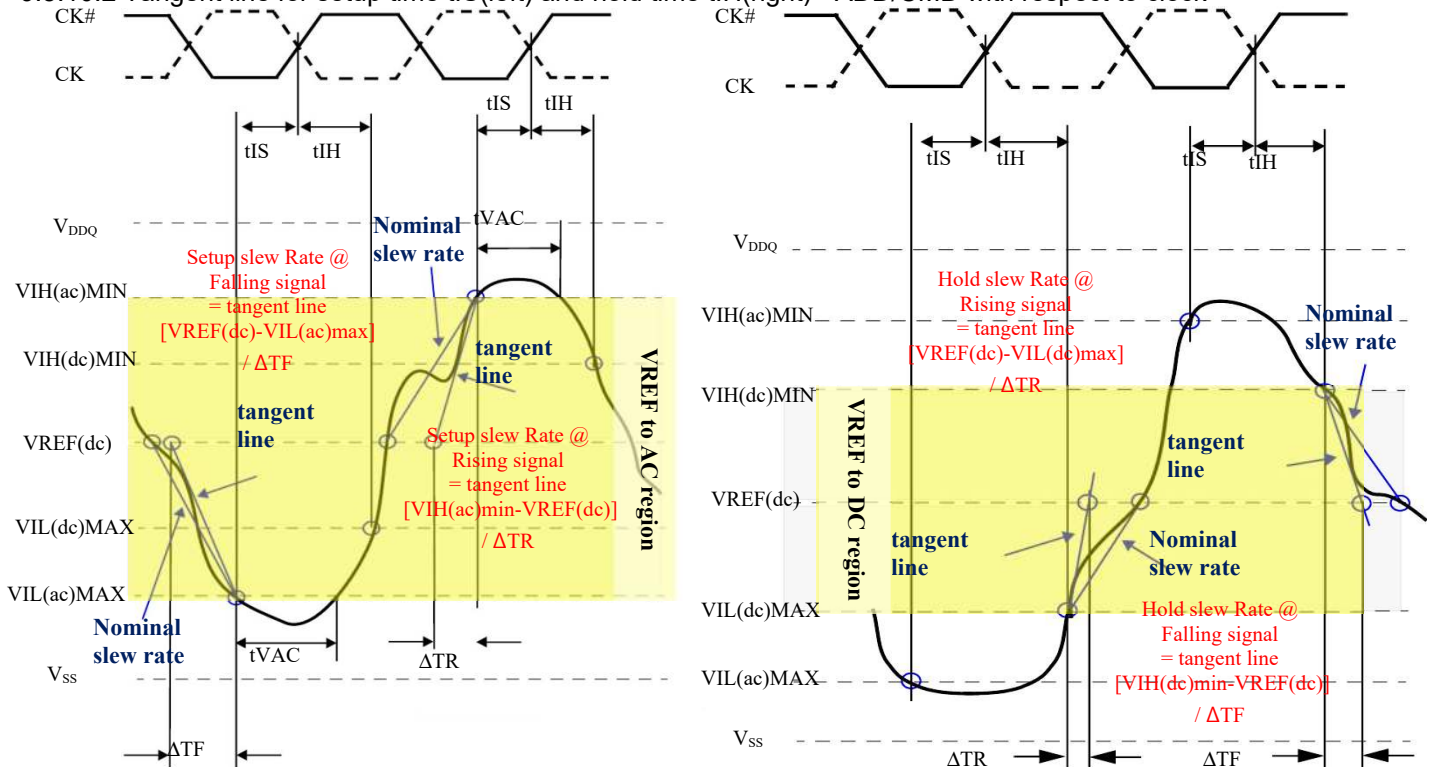 CK#
CK
tIS
tIH
tIS
tIH
V_DDQ
VIH(ac)MIN
VIH(dc)MIN
VREF(dc)
VIL(dc)MAX
VIL(ac)MAX
V_SS
Setup slew Rate @
Falling signal
= tangent line
[VREF(dc)-VIL(ac)max]
/ ΔTF
Nominal
slew rate
tVAC
tangent
line
tangent
line
Setup slew Rate @
Rising signal
= tangent line
[VIH(ac)min-VREF(dc)]
/ ΔTR
VREF to AC region
Nominal
slew rate
tVAC
ΔTR
ΔTF
CK#
CK
tIS
tIH
tIS
tIH
V_DDQ
VIH(ac)MIN
VIH(dc)MIN
VREF(dc)
VIL(dc)MAX
VIL(ac)MAX
V_SS
Hold slew Rate @
Rising signal
= tangent line
[VREF(dc)-VIL(dc)max]
/ ΔTR
Nominal
slew rate
VREF to DC region
tangent
line
tangent
line
Nominal
slew rate
Hold slew Rate @
Falling signal
= tangent line
[VIH(dc)min-VREF(dc)]
/ ΔTF
ΔTR
ΔTF